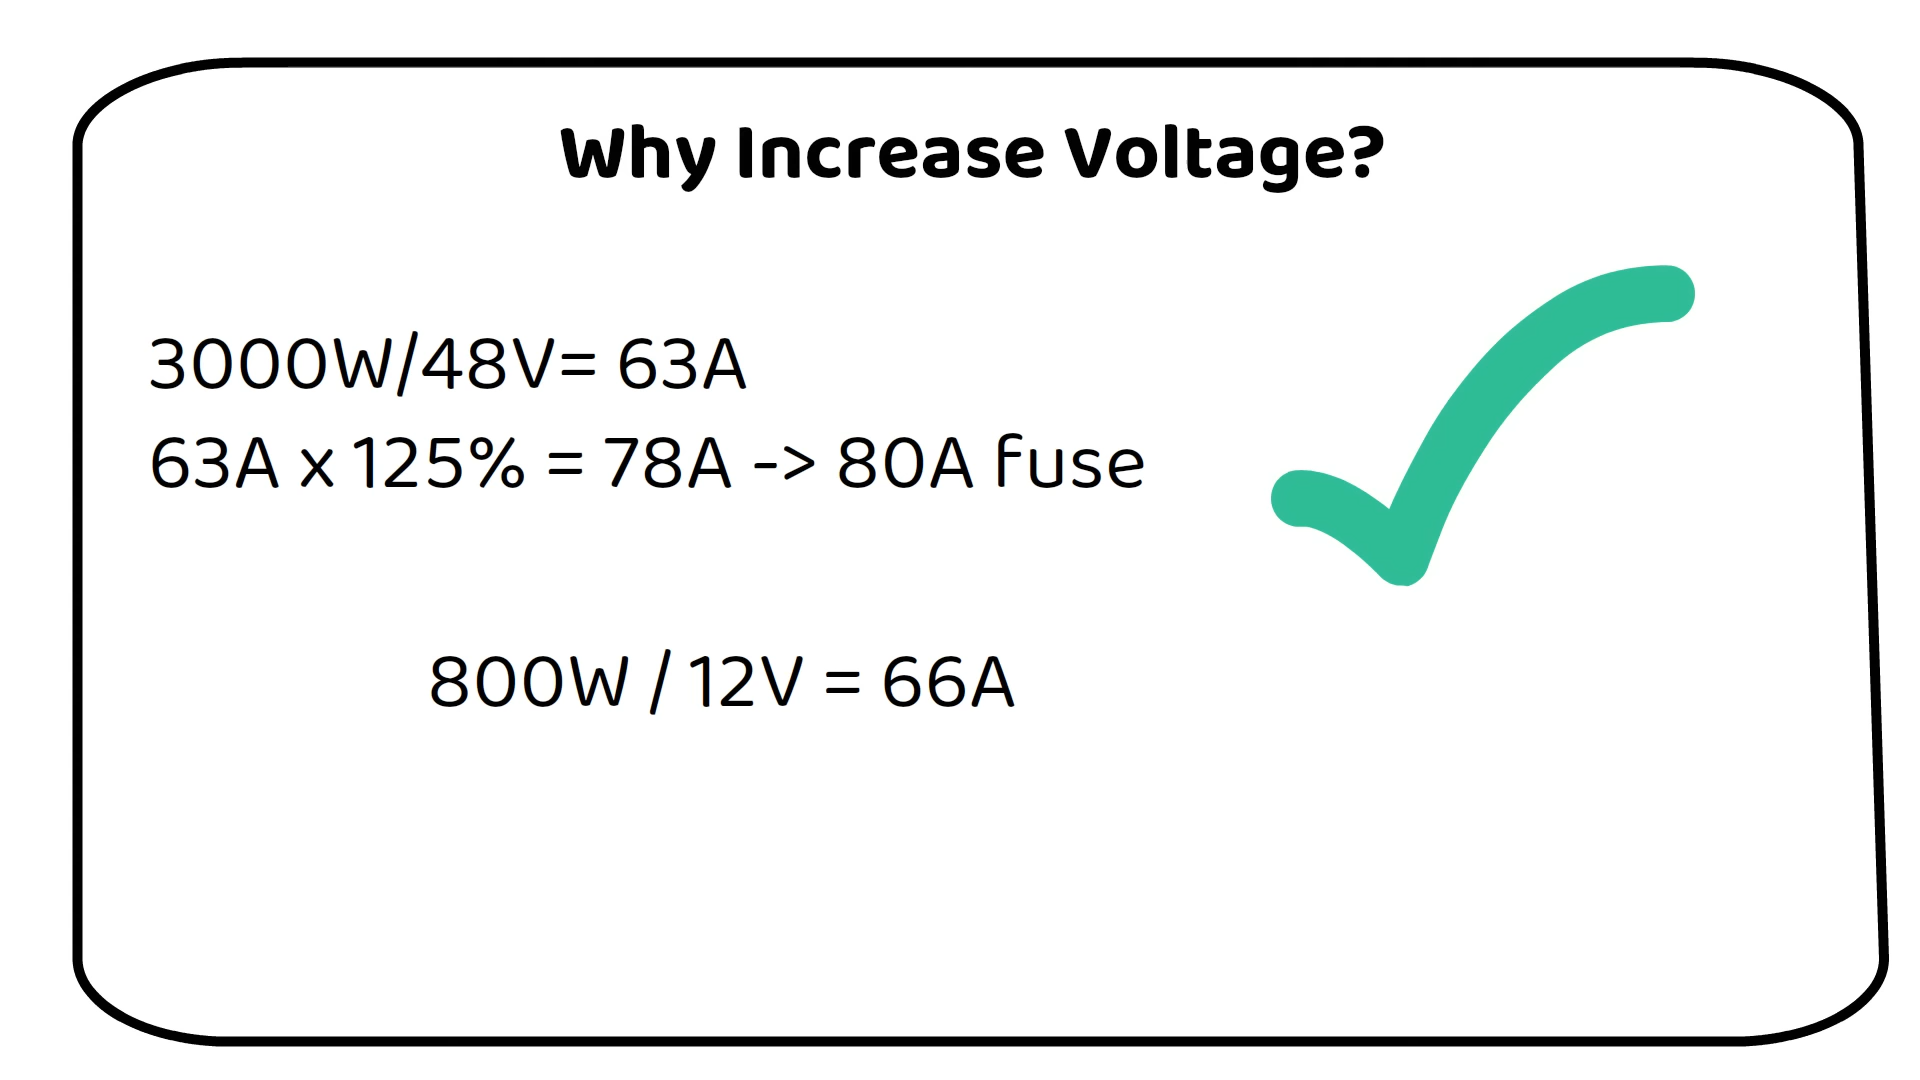 Why Increase Voltage?
3000W/48V= 63A
63A x 125% = 78A -> 80A fuse
800W / 12V = 66A